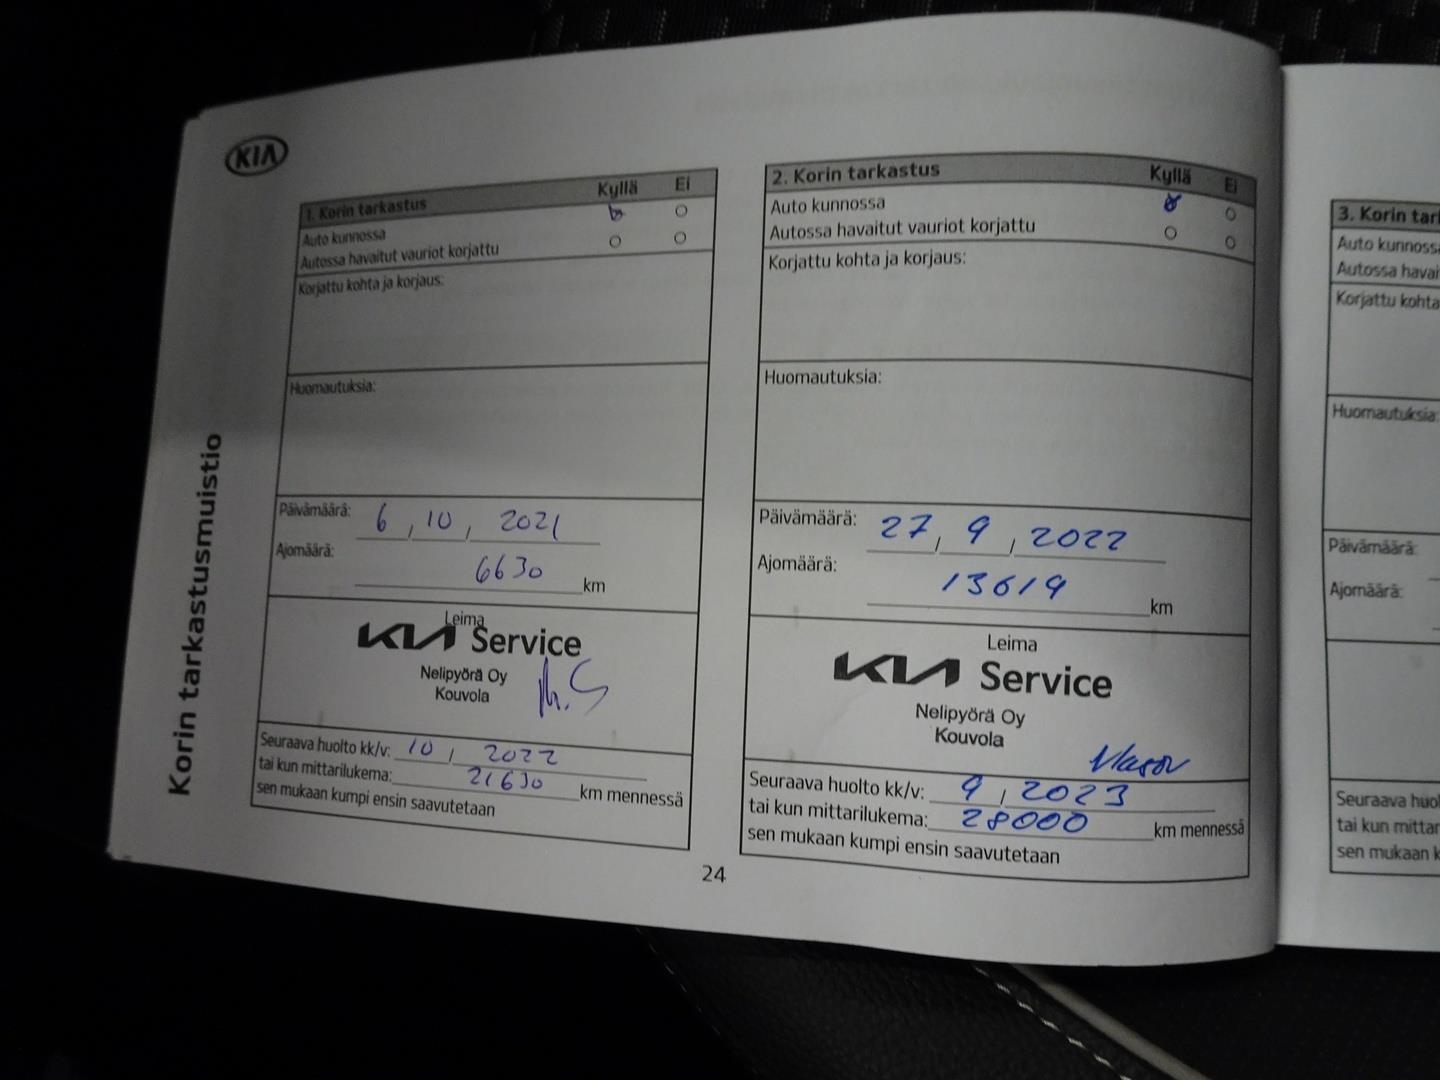 KIA
Korin tarkastusmuistio
1. Korin tarkastus Kyllä Ei
Auto kunnossa
Autossa havaitut vauriot korjattu
Korjattu kohta ja korjaus:
Huomautuksia:
Päivämäärä: 6 , 10 , 2021
Ajomäärä: 6630 km
Leima
KIA Service
Nelipyörä Oy
Kouvola
Seuraava huolto kk/v: 10 / 2022
tai kun mittarilukema: 21630 km mennessä
sen mukaan kumpi ensin saavutetaan
2. Korin tarkastus Kyllä Ei
Auto kunnossa
Autossa havaitut vauriot korjattu
Korjattu kohta ja korjaus:
Huomautuksia:
Päivämäärä: 27 , 9 , 2022
Ajomäärä: 13619 km
Leima
KIA Service
Nelipyörä Oy
Kouvola
Seuraava huolto kk/v: 9 / 2023
tai kun mittarilukema: 28000 km mennessä
sen mukaan kumpi ensin saavutetaan
24
3. Korin tar
Auto kunnoss
Autossa havai
Korjattu kohta
Huomautuksia:
Päivämäärä:
Ajomäärä:
Seuraava huol
tai kun mittar
sen mukaan k